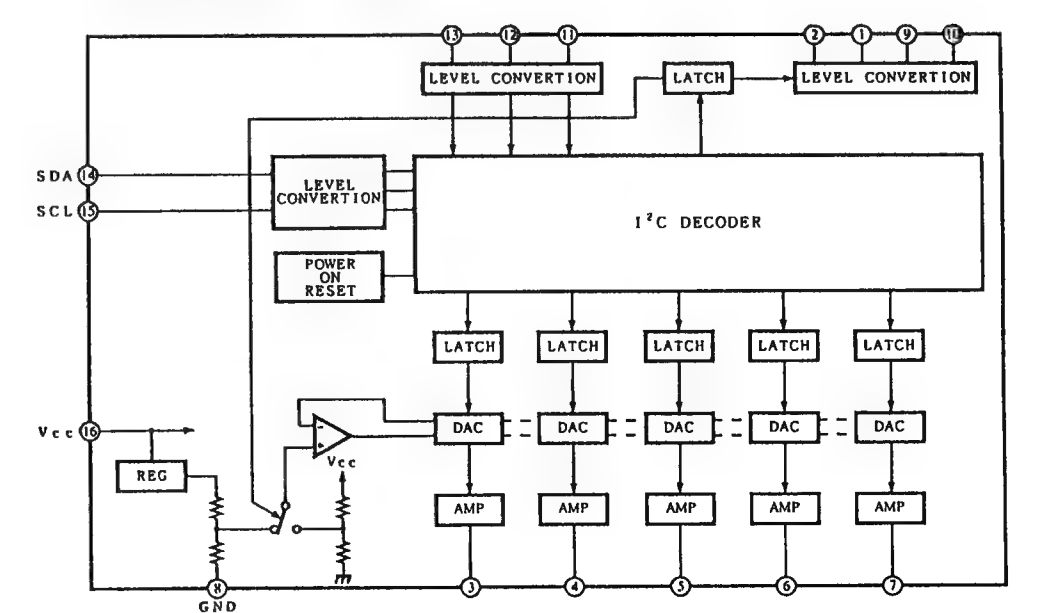 13 12 11 2 1 9 10
LEVEL CONVERTION LATCH LEVEL CONVERTION
SDA 14
SCL 15
LEVEL
CONVERTION
I²C DECODER
POWER
ON
RESET
LATCH LATCH LATCH LATCH LATCH
Vcc 16
- +
DAC DAC DAC DAC DAC
REG
Vcc
AMP AMP AMP AMP AMP
8 3 4 5 6 7
GND